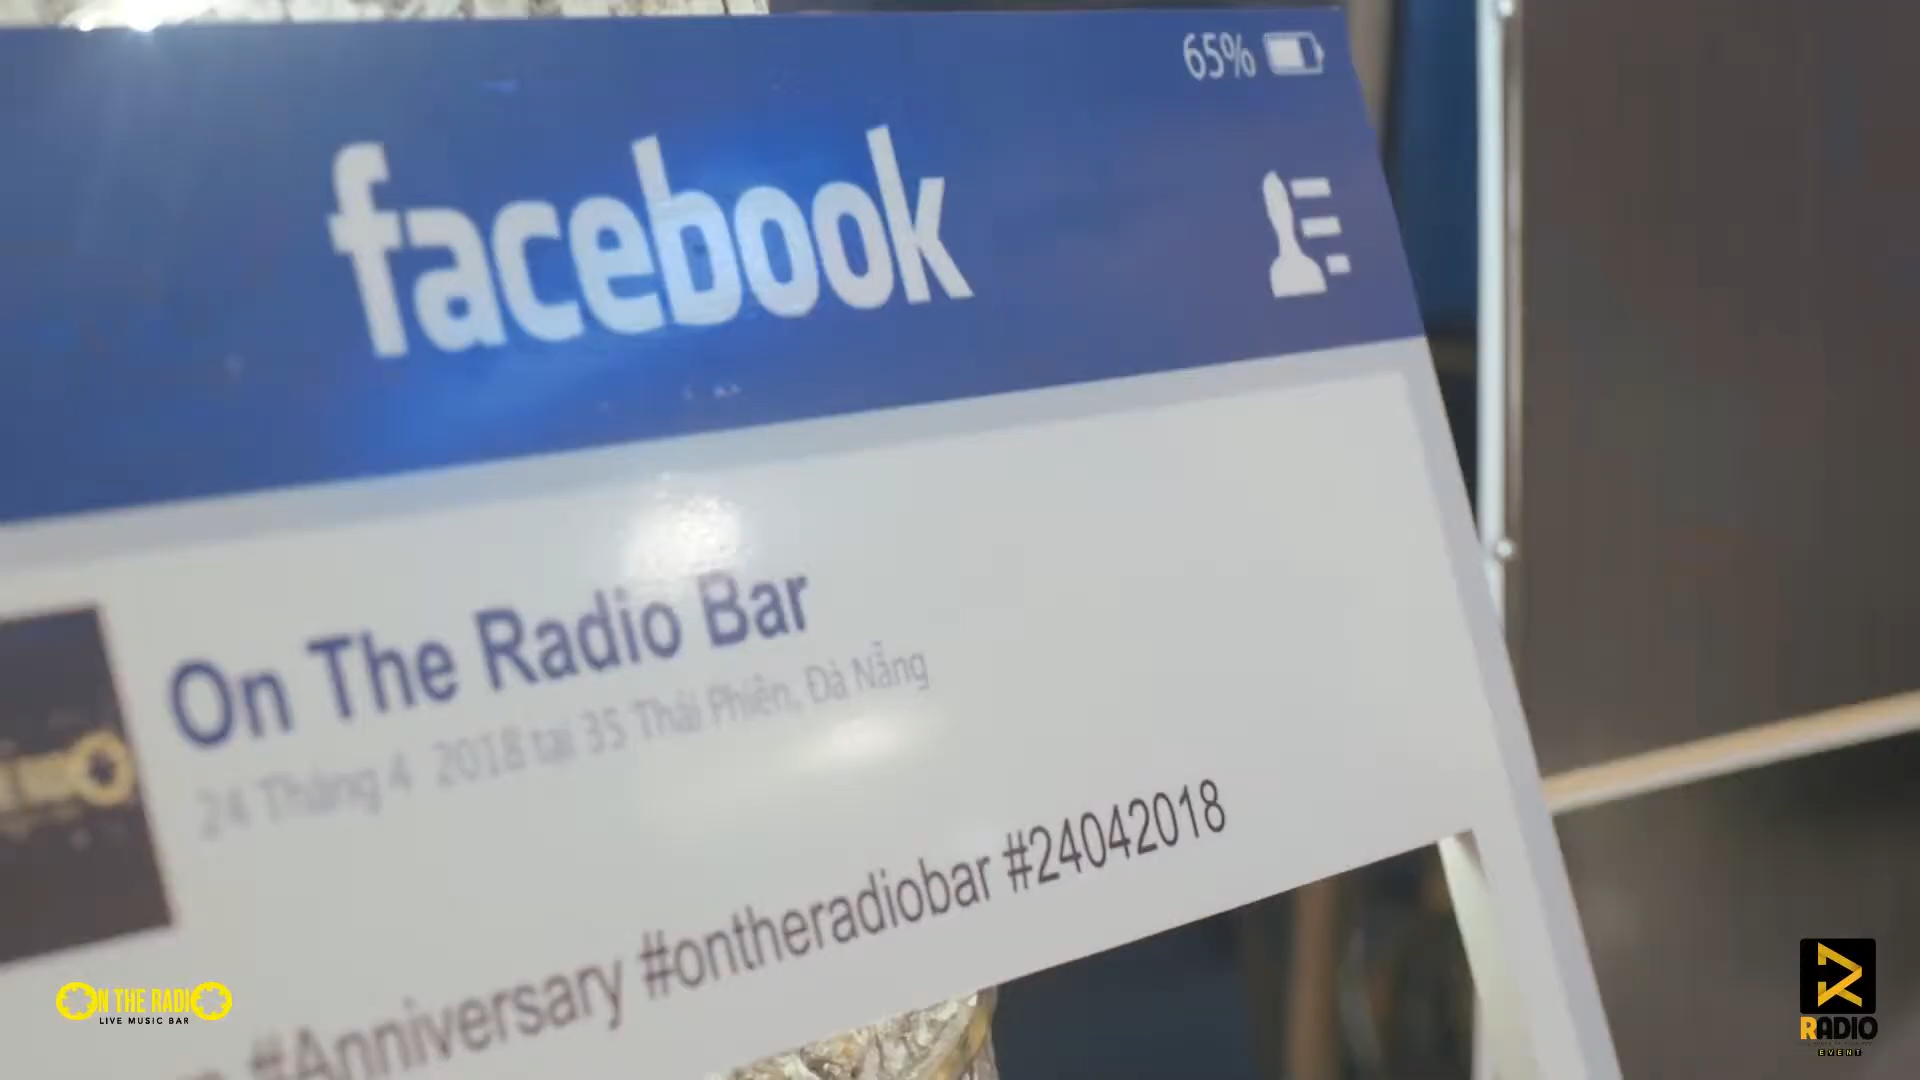 65%
facebook
On The Radio Bar
24 Tháng 4 2018 tại 35 Thái Phiên, Đà Nẵng
#Anniversary #ontheradiobar #24042018
ON THE RADIO
LIVE MUSIC BAR
RADIO
EVENT